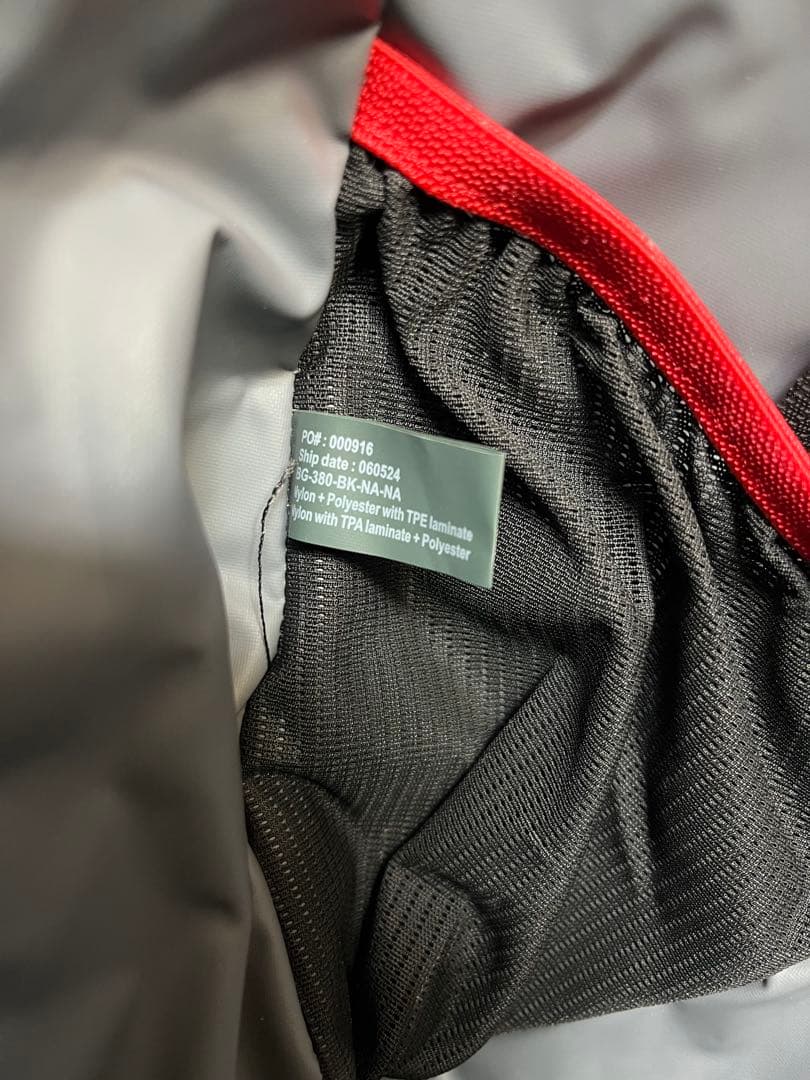 PO#: 000916
Ship date : 060524
BG-380-BK-NA-NA
Nylon + Polyester with TPE laminate
Nylon with TPA laminate + Polyester